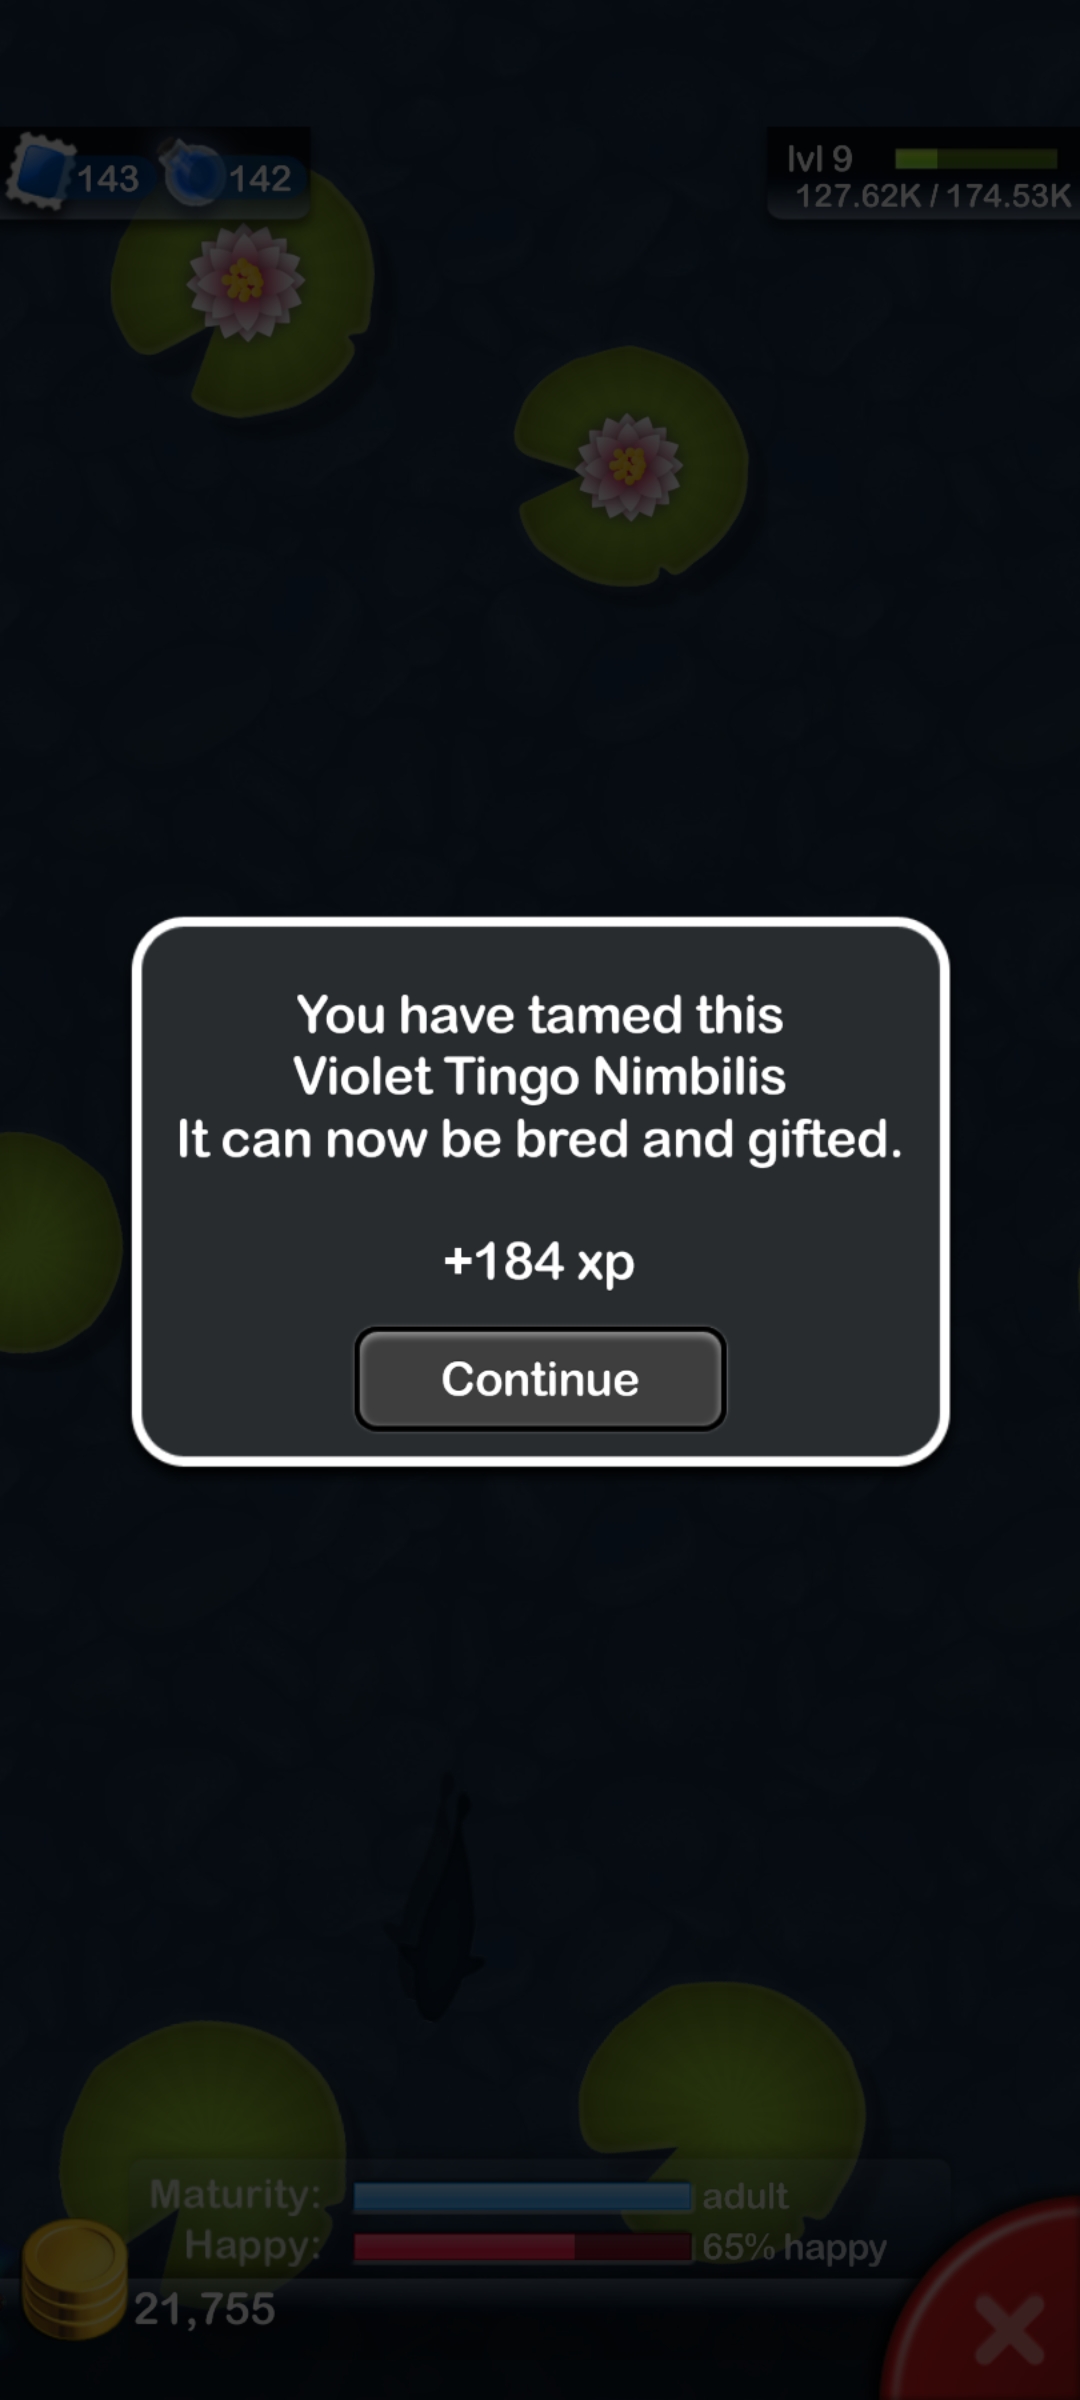 143 142
lvl 9
127.62K / 174.53K
You have tamed this
Violet Tingo Nimbilis
It can now be bred and gifted.
+184 xp
Continue
Maturity: adult
Happy: 65% happy
21,755